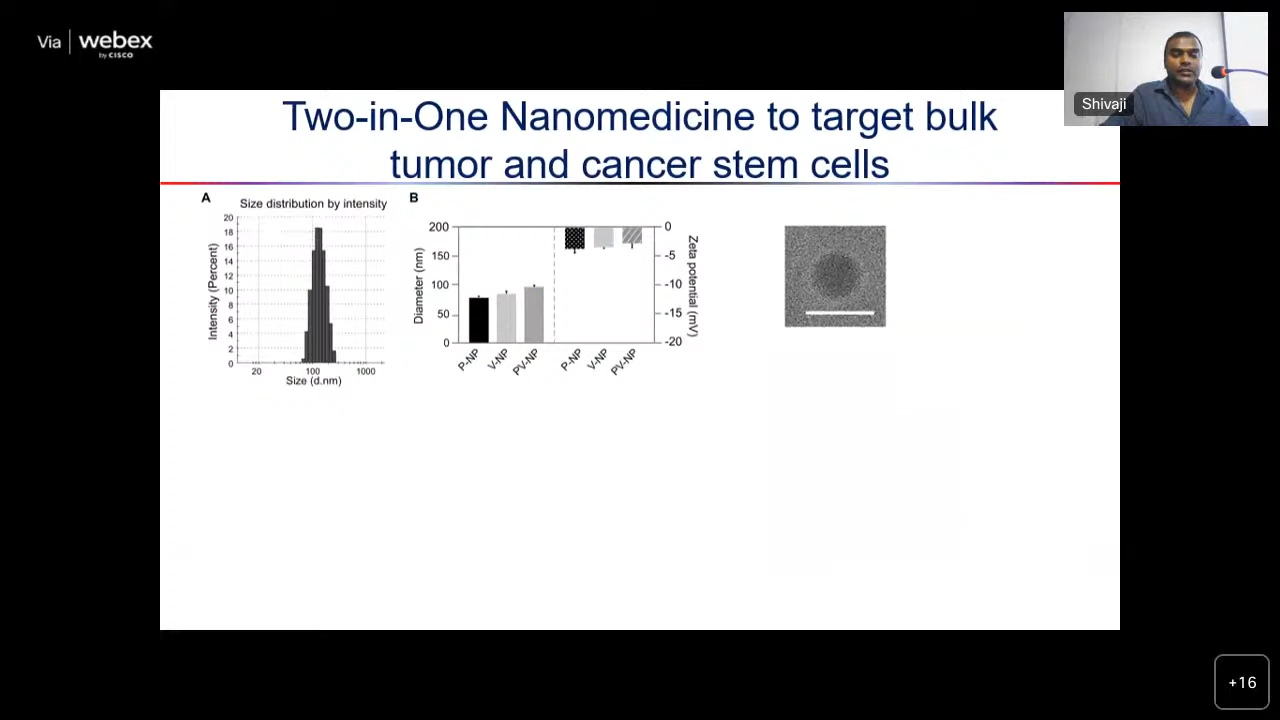 Via webex
by CISCO
Shivaji
Two-in-One Nanomedicine to target bulk
tumor and cancer stem cells
A
Size distribution by intensity
Intensity (Percent)
20
18
16
14
12
10
8
6
4
2
0
20 100 1000
Size (d.nm)
B
Diameter (nm)
200
150
100
50
0
0
-5
-10
-15
-20
Zeta potential (mV)
P-NP V-NP PV-NP P-NP V-NP PV-NP
+16